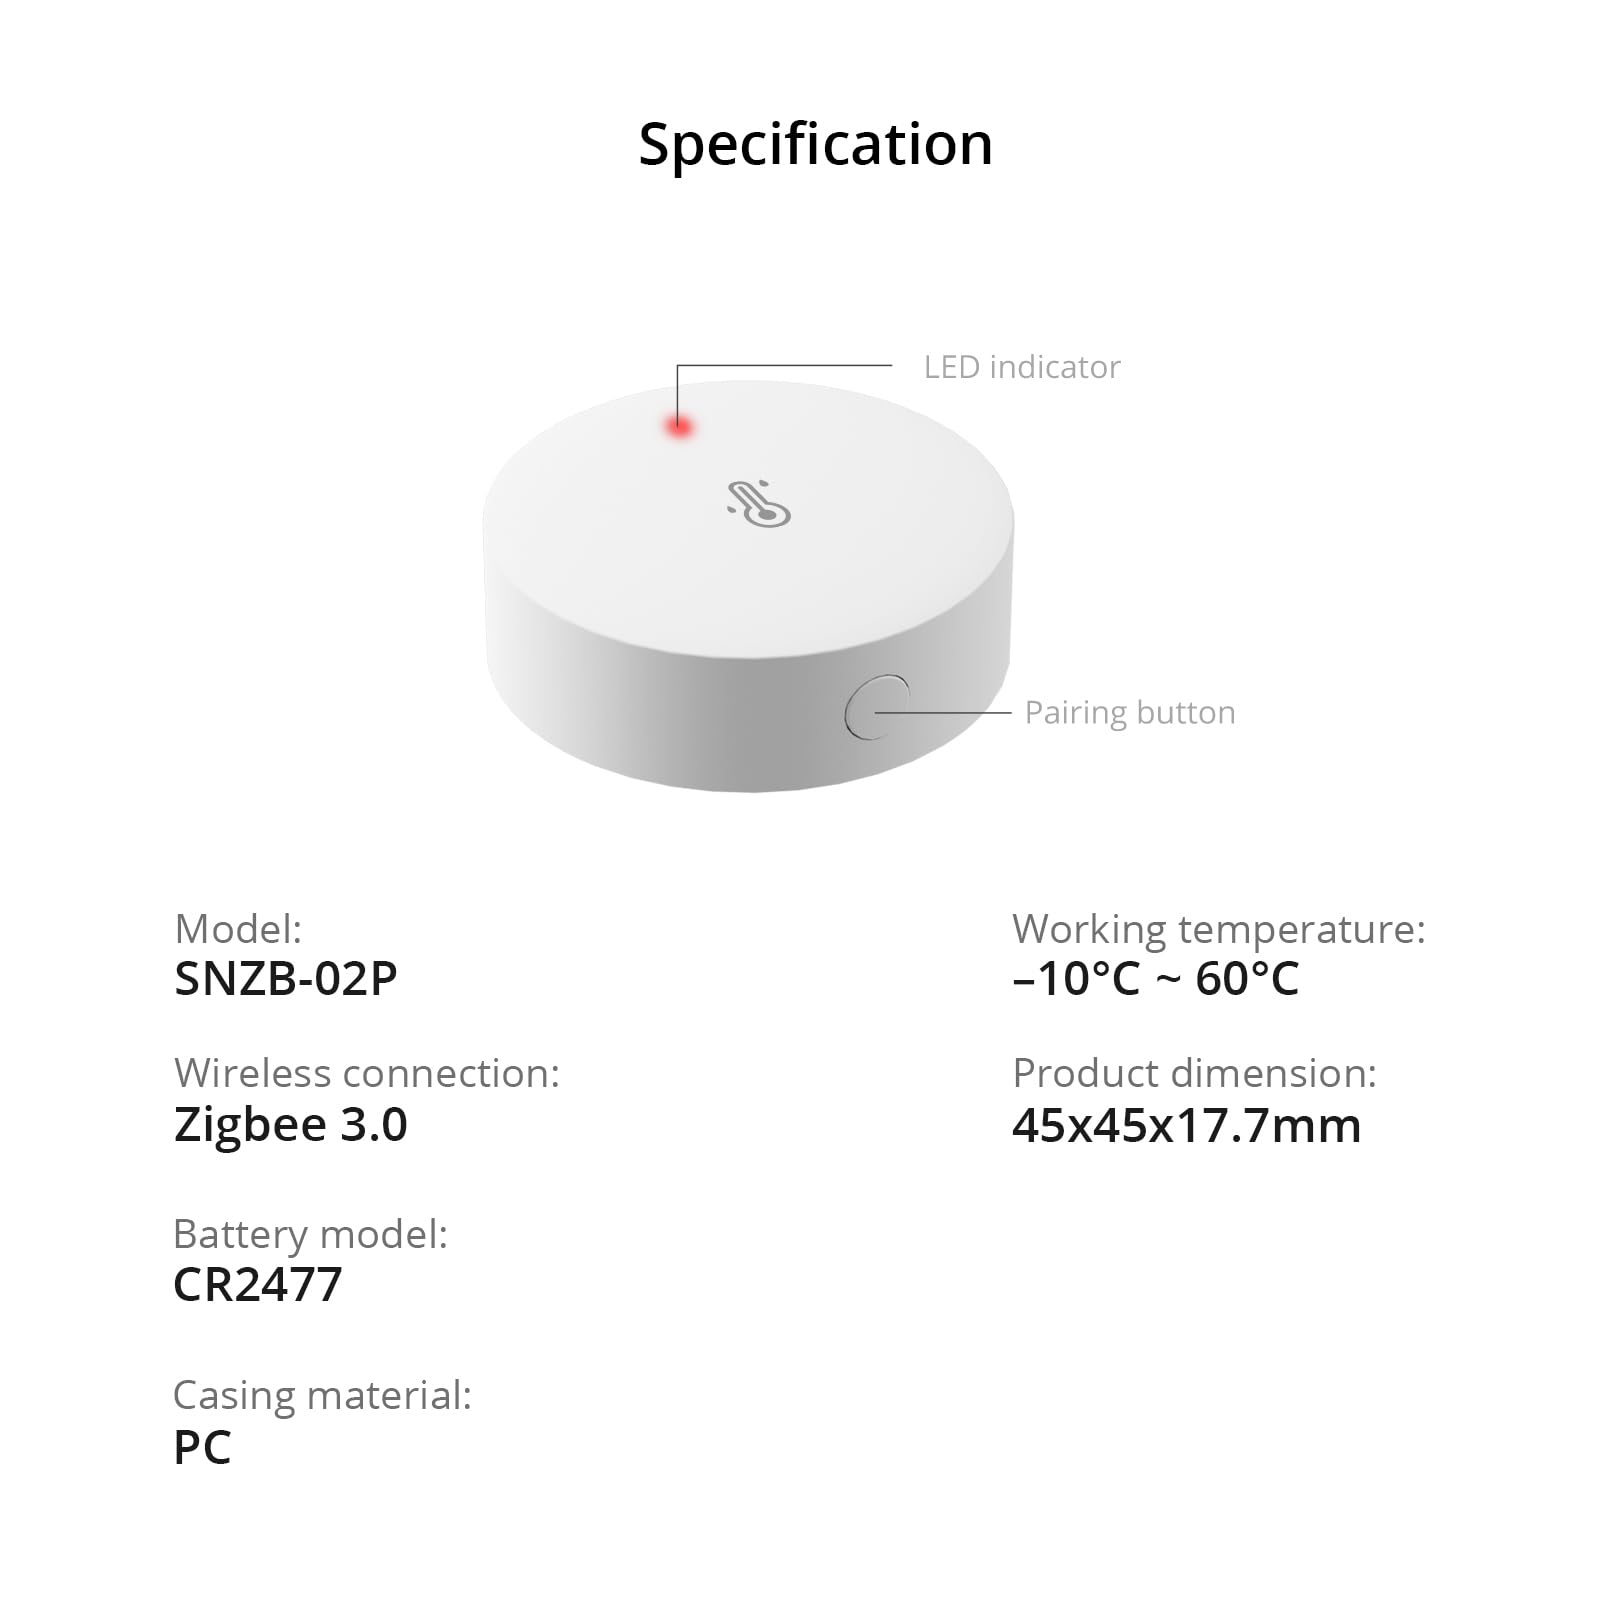 Specification
LED indicator
Pairing button
Model:
SNZB-02P
Wireless connection:
Zigbee 3.0
Battery model:
CR2477
Casing material:
PC
Working temperature:
–10°C ~ 60°C
Product dimension:
45x45x17.7mm